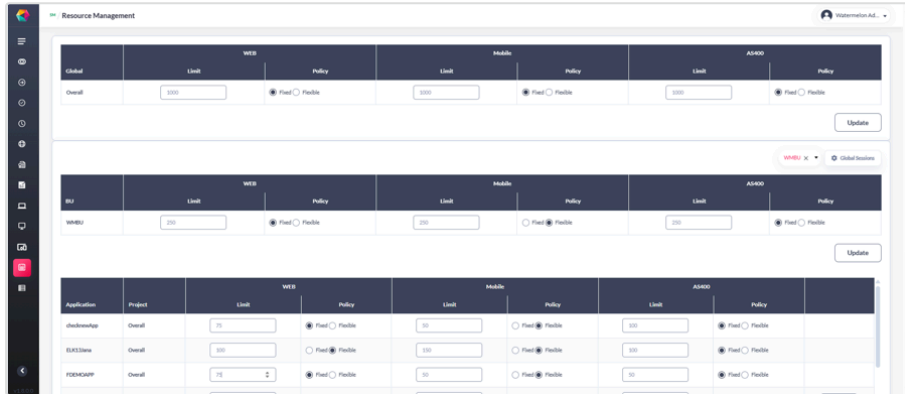 Resource Management
Watermelon Ad...
WEB Mobile AS400
Global Limit Policy Limit Policy Limit Policy
Overall 1000 Fixed Flexible 1000 Fixed Flexible 1000 Fixed Flexible
Update
WMBU × Global Sessions
WEB Mobile AS400
BU Limit Policy Limit Policy Limit Policy
WMBU 250 Fixed Flexible 250 Fixed Flexible 250 Fixed Flexible
Update
WEB Mobile AS400
Application Project Limit Policy Limit Policy Limit Policy
checknewApp Overall 75 Fixed Flexible 50 Fixed Flexible 100 Fixed Flexible
Overall 100 Fixed Flexible 150 Fixed Flexible 100 Fixed Flexible
FDEMOAPP Overall 75 Fixed Flexible 50 Fixed Flexible 50 Fixed Flexible